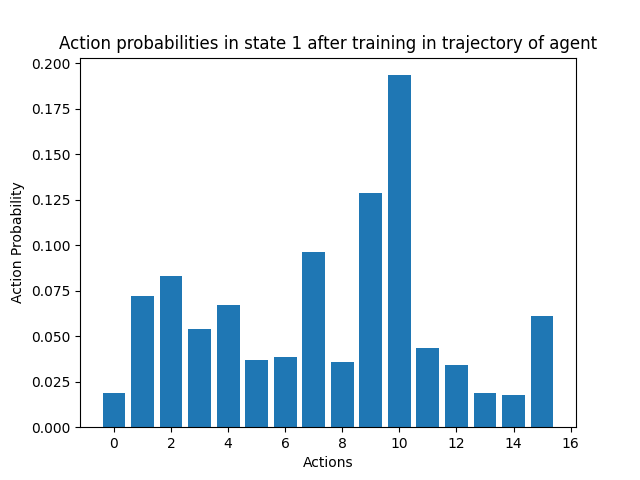 Action probabilities in state 1 after training in trajectory of agent
0.200
0.175
0.150
0.125
0.100
0.075
0.050
0.025
0.000
Action Probability
0 2 4 6 8 10 12 14 16
Actions